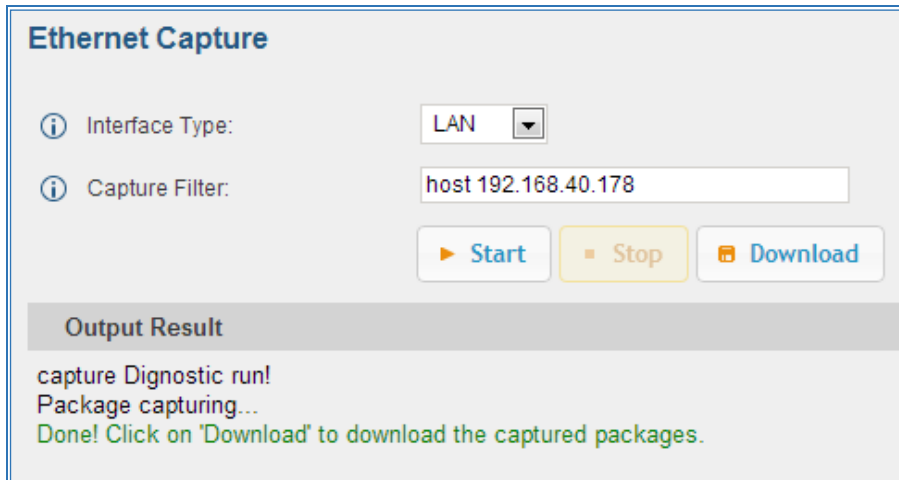 Ethernet Capture
Interface Type: LAN
Capture Filter: host 192.168.40.178
Start Stop Download
Output Result
capture Dignostic run!
Package capturing...
Done! Click on 'Download' to download the captured packages.